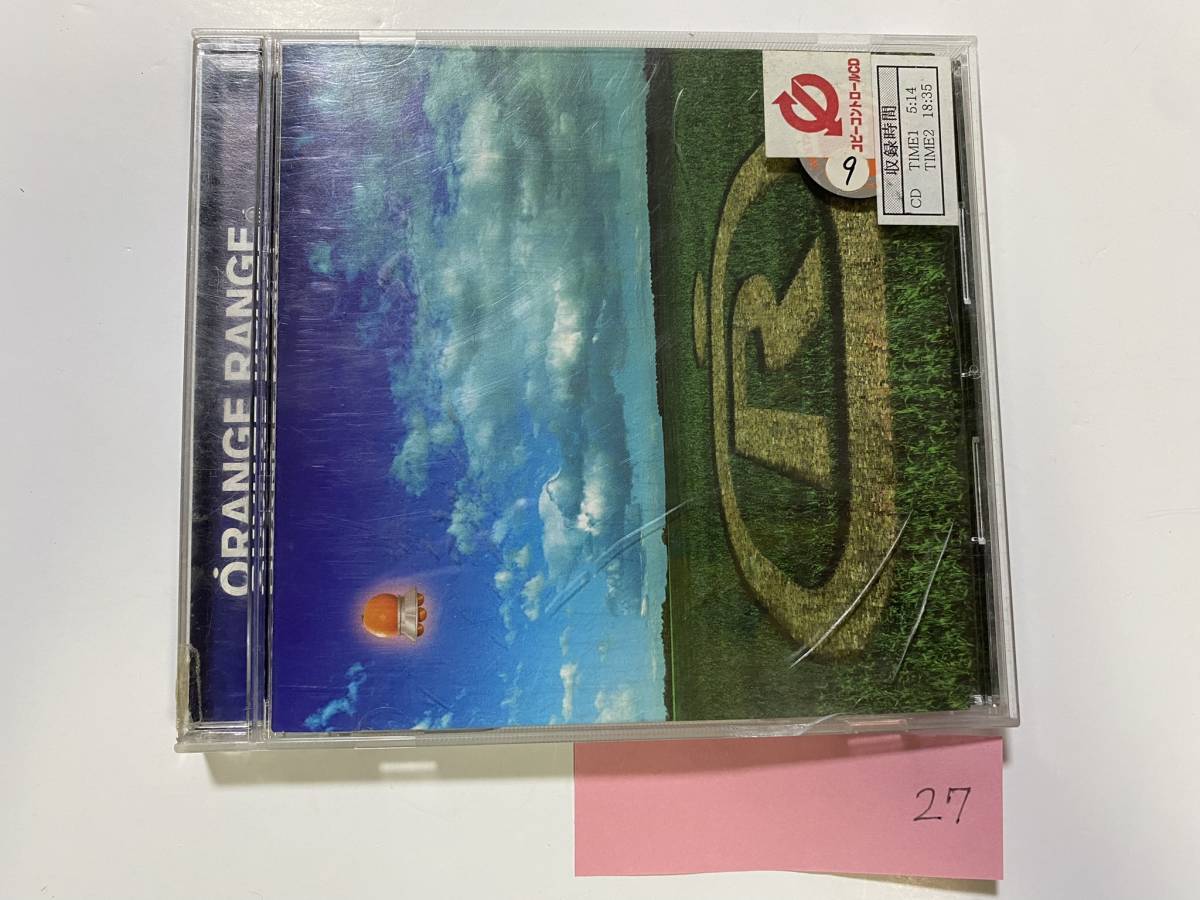 ÓRANGE RANGE
コピーコントロールCD
9
収録時間
CD TIME1 5:14
TIME2 18:35
R
27